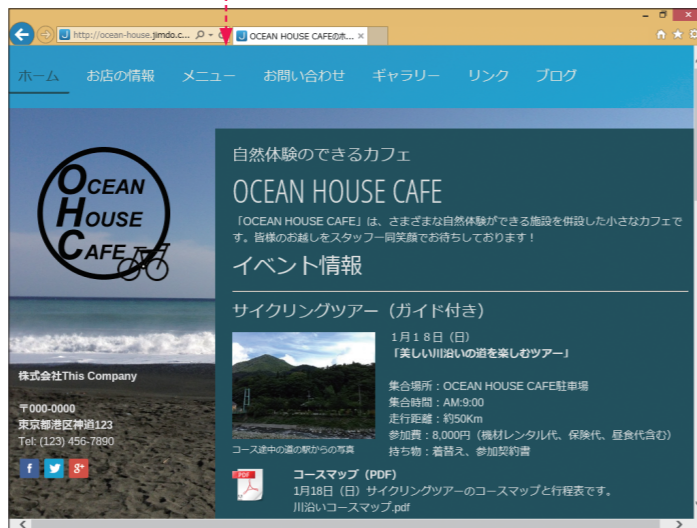 http://ocean-house.jimdo.c...
OCEAN HOUSE CAFEのホ...
ホーム お店の情報 メニュー お問い合わせ ギャラリー リンク ブログ
OCEAN
HOUSE
CAFE
自然体験のできるカフェ
OCEAN HOUSE CAFE
「OCEAN HOUSE CAFE」は、さまざまな自然体験ができる施設を併設した小さなカフェで
す。皆様のお越しをスタッフ一同笑顔でお待ちしております！
イベント情報
サイクリングツアー（ガイド付き）
1月18日（日）
「美しい川沿いの道を楽しむツアー」
集合場所：OCEAN HOUSE CAFE駐車場
集合時間：AM:9:00
走行距離：約50Km
参加費：8,000円（機材レンタル代、保険代、昼食代含む）
持ち物：着替え、参加契約書
コース途中の道の駅からの写真
株式会社This Company
〒000-0000
東京都港区神道123
Tel: (123) 456-7890
PDF
コースマップ（PDF）
1月18日（日）サイクリングツアーのコースマップと行程表です。
川沿いコースマップ.pdf